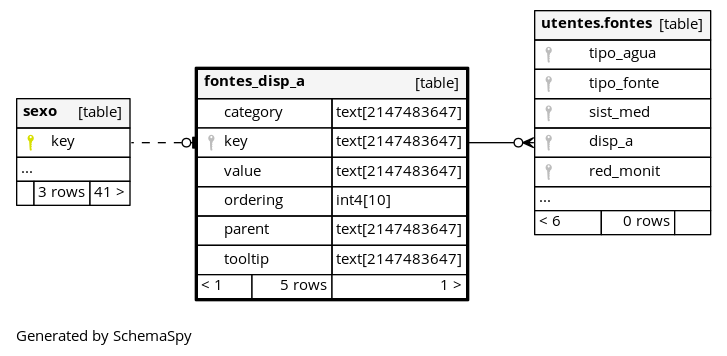 sexo [table]
key
...
3 rows 41 >
fontes_disp_a [table]
category text[2147483647]
key text[2147483647]
value text[2147483647]
ordering int4[10]
parent text[2147483647]
tooltip text[2147483647]
< 1 5 rows 1 >
utentes.fontes [table]
tipo_agua
tipo_fonte
sist_med
disp_a
red_monit
...
< 6 0 rows
Generated by SchemaSpy